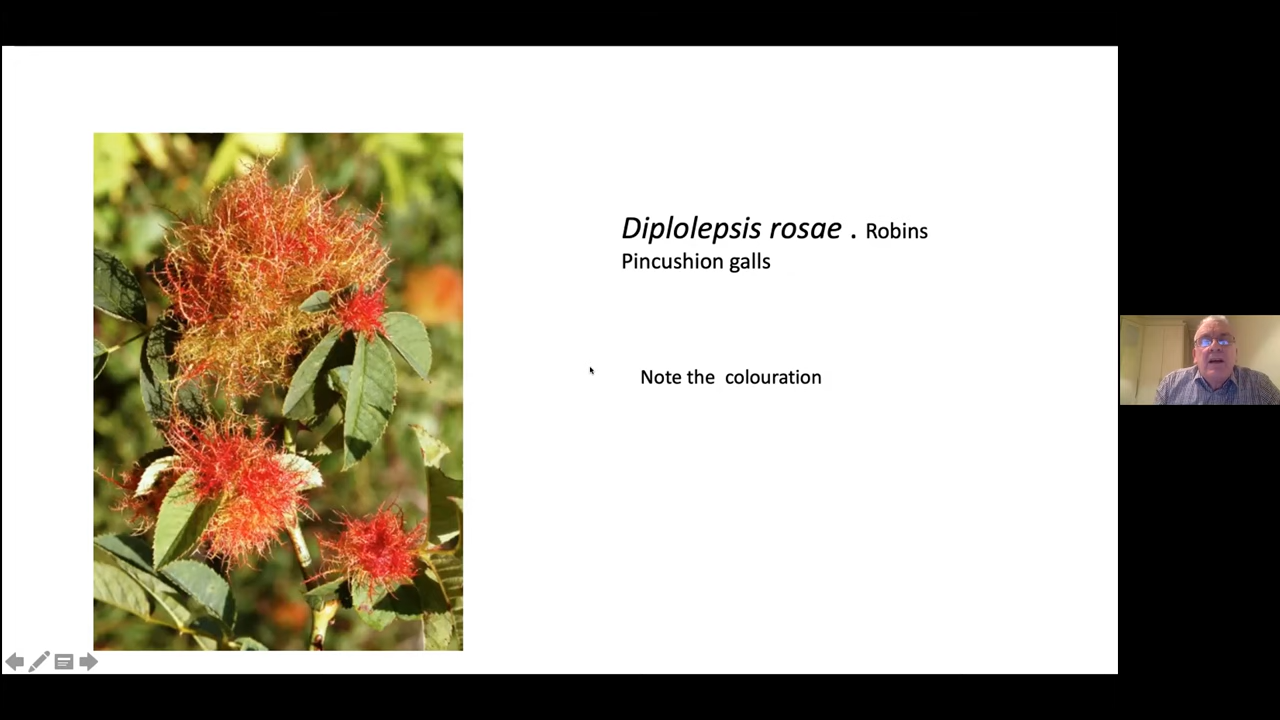 Diplolepsis rosae . Robins
Pincushion galls
Note the  colouration